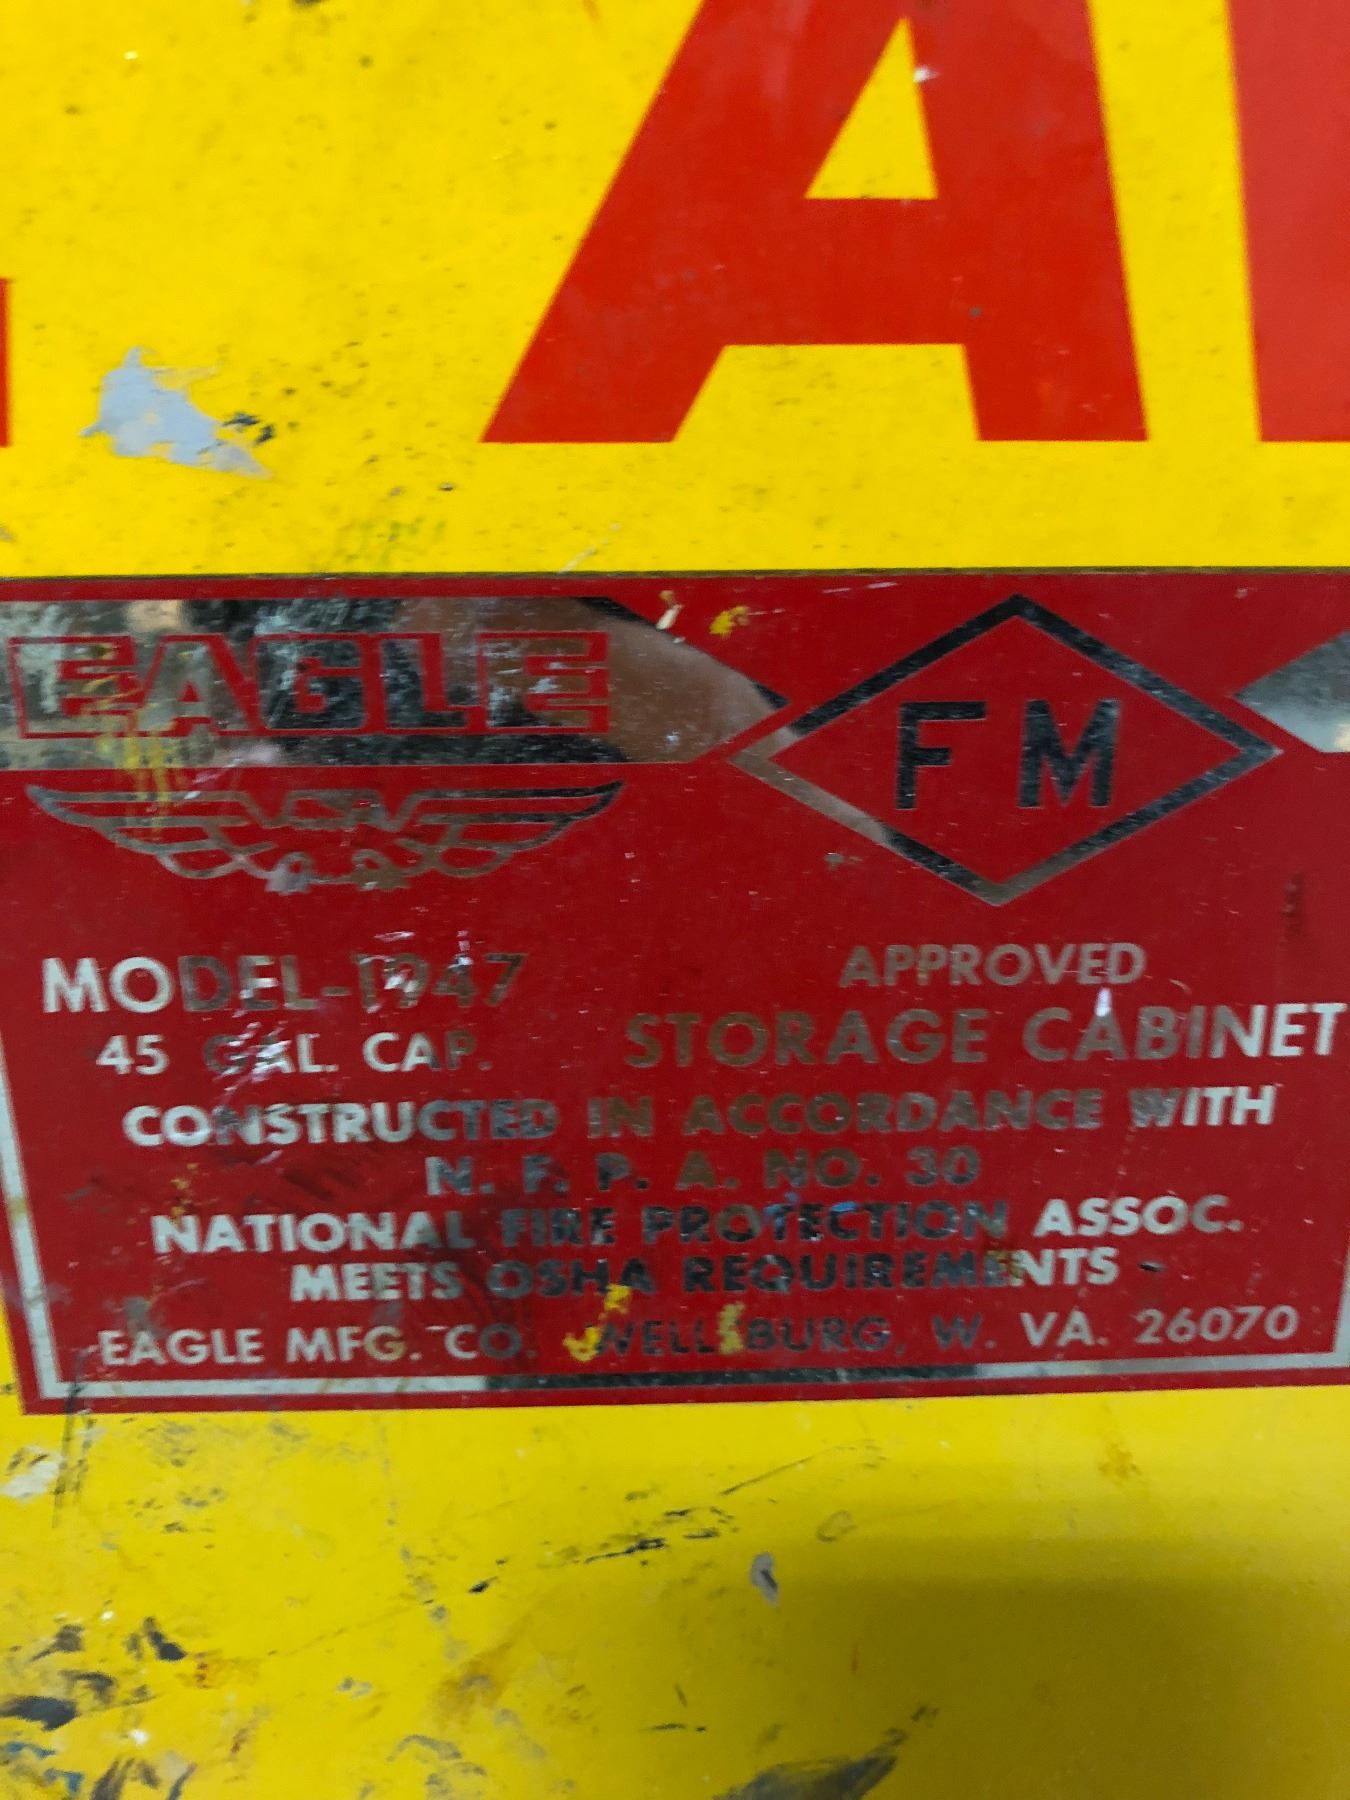 A
EAGLE
F M
MODEL-1947
APPROVED
45 GAL. CAP.
STORAGE CABINET
CONSTRUCTED IN ACCORDANCE WITH
N. F. P. A. NO. 30
NATIONAL FIRE PROTECTION ASSOC.
MEETS OSHA REQUIREMENTS
EAGLE MFG. CO. WELLSBURG, W. VA. 26070